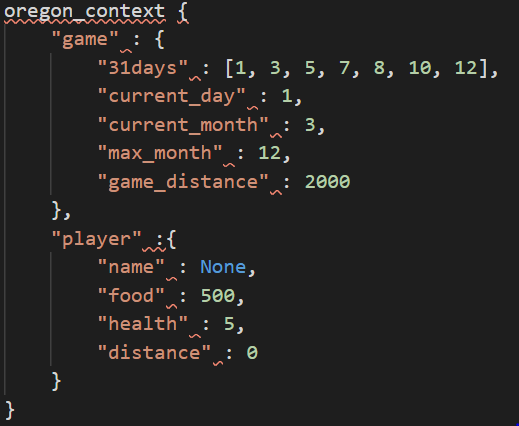 oregon_context {
    "game" : {
        "31days" : [1, 3, 5, 7, 8, 10, 12],
        "current_day" : 1,
        "current_month" : 3,
        "max_month" : 12,
        "game_distance" : 2000
    },
    "player" :{
        "name" : None,
        "food" : 500,
        "health" : 5,
        "distance" : 0
    }
}